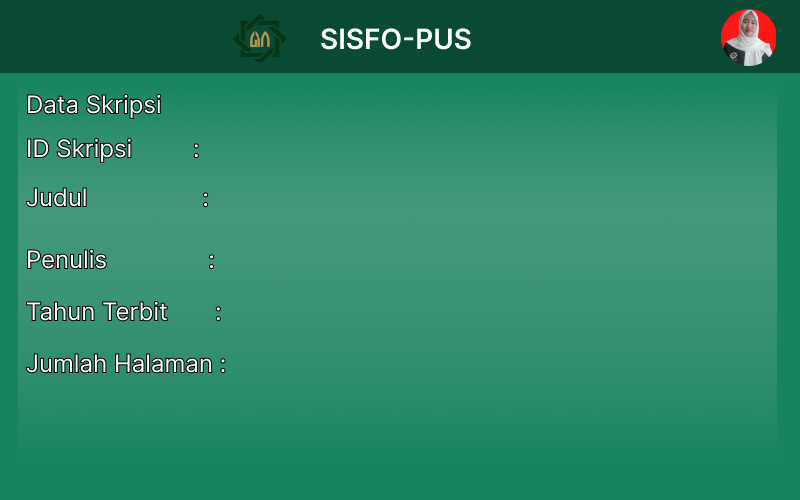 SISFO-PUS
Data Skripsi
ID Skripsi :
Judul :
Penulis :
Tahun Terbit :
Jumlah Halaman :